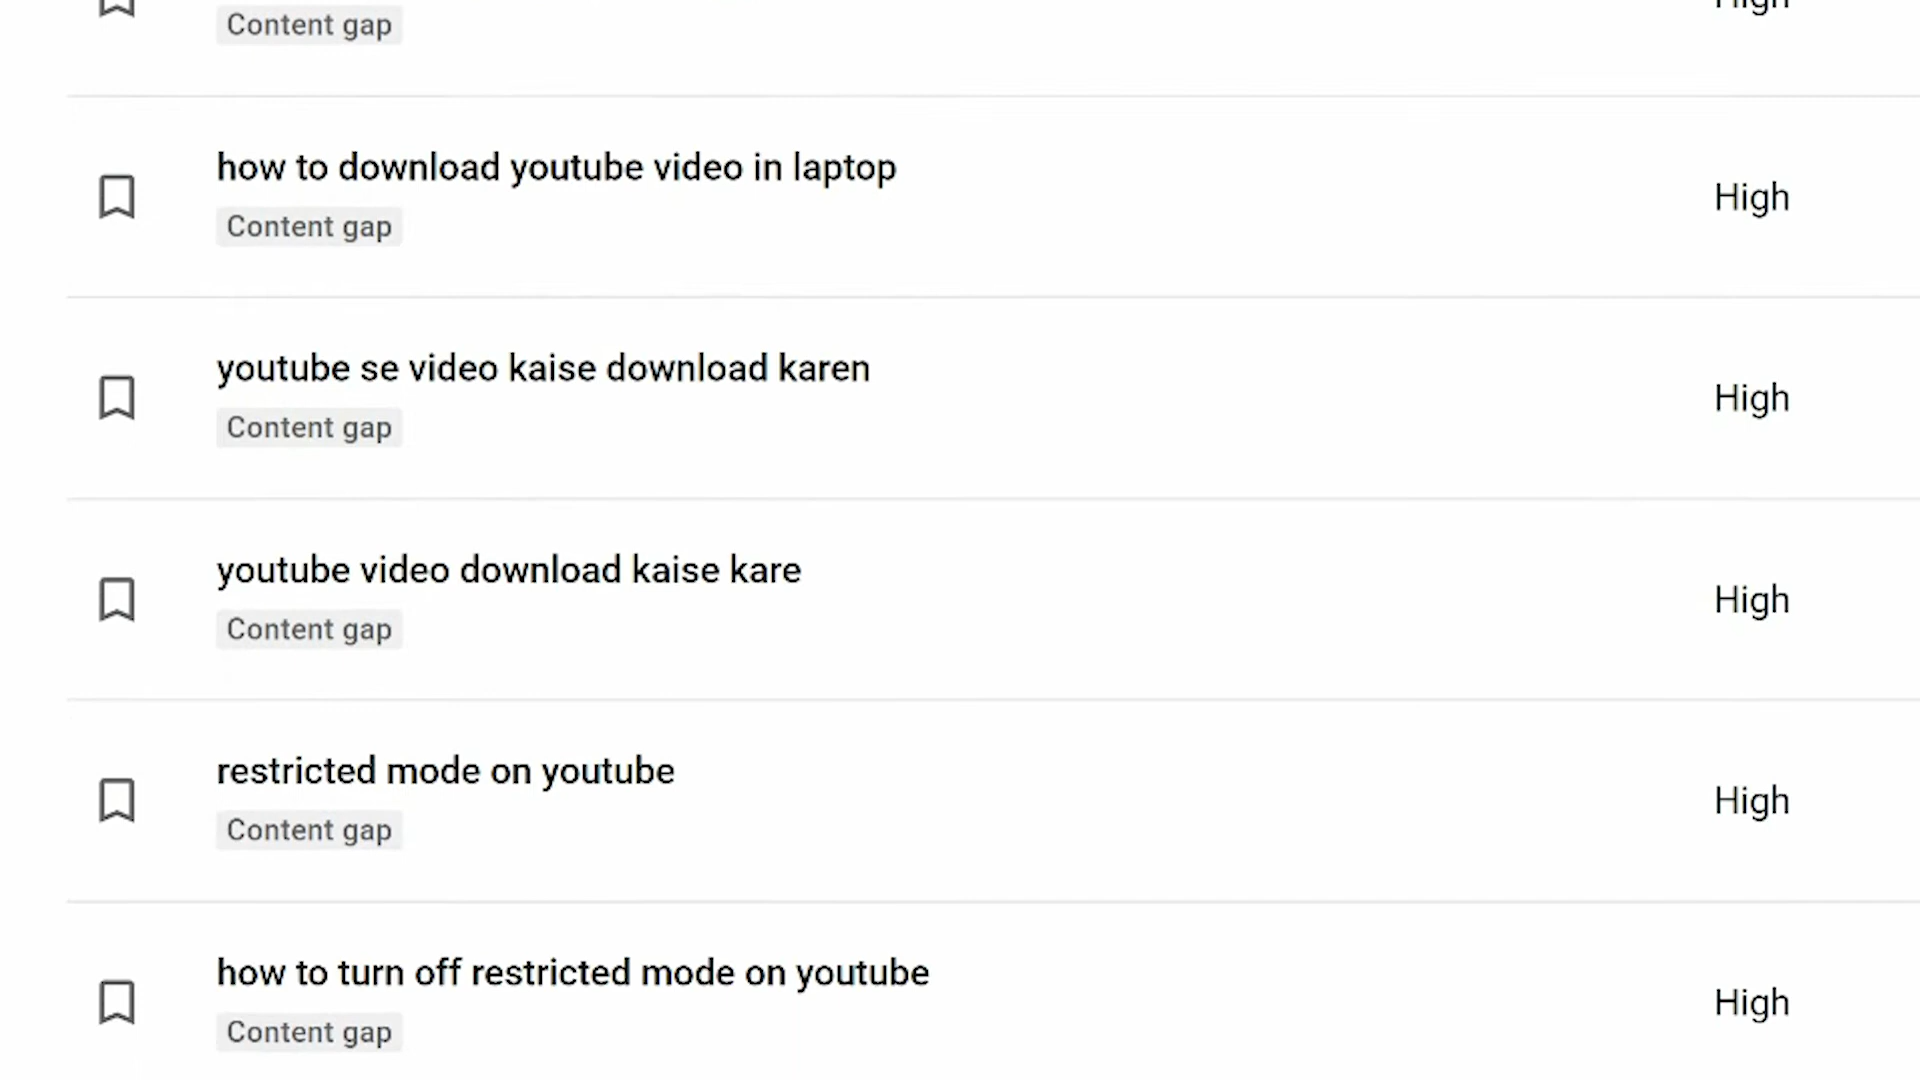 Content gap
High
how to download youtube video in laptop
Content gap
High
youtube se video kaise download karen
Content gap
High
youtube video download kaise kare
Content gap
High
restricted mode on youtube
Content gap
High
how to turn off restricted mode on youtube
Content gap
High